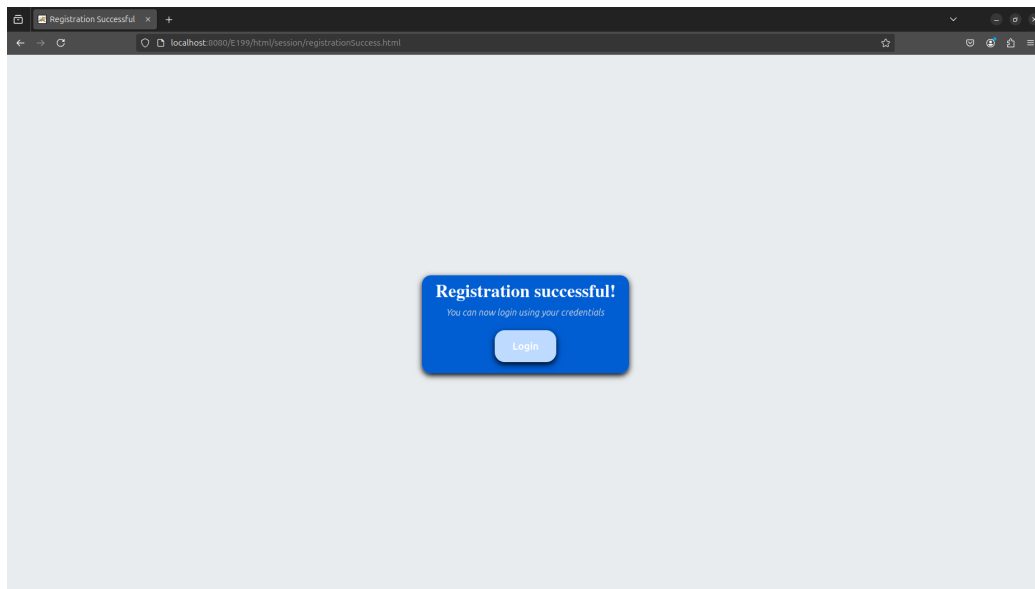 Registration Successful
localhost:8080/E199/html/session/registrationSuccess.html
Registration successful!
You can now login using your credentials
Login